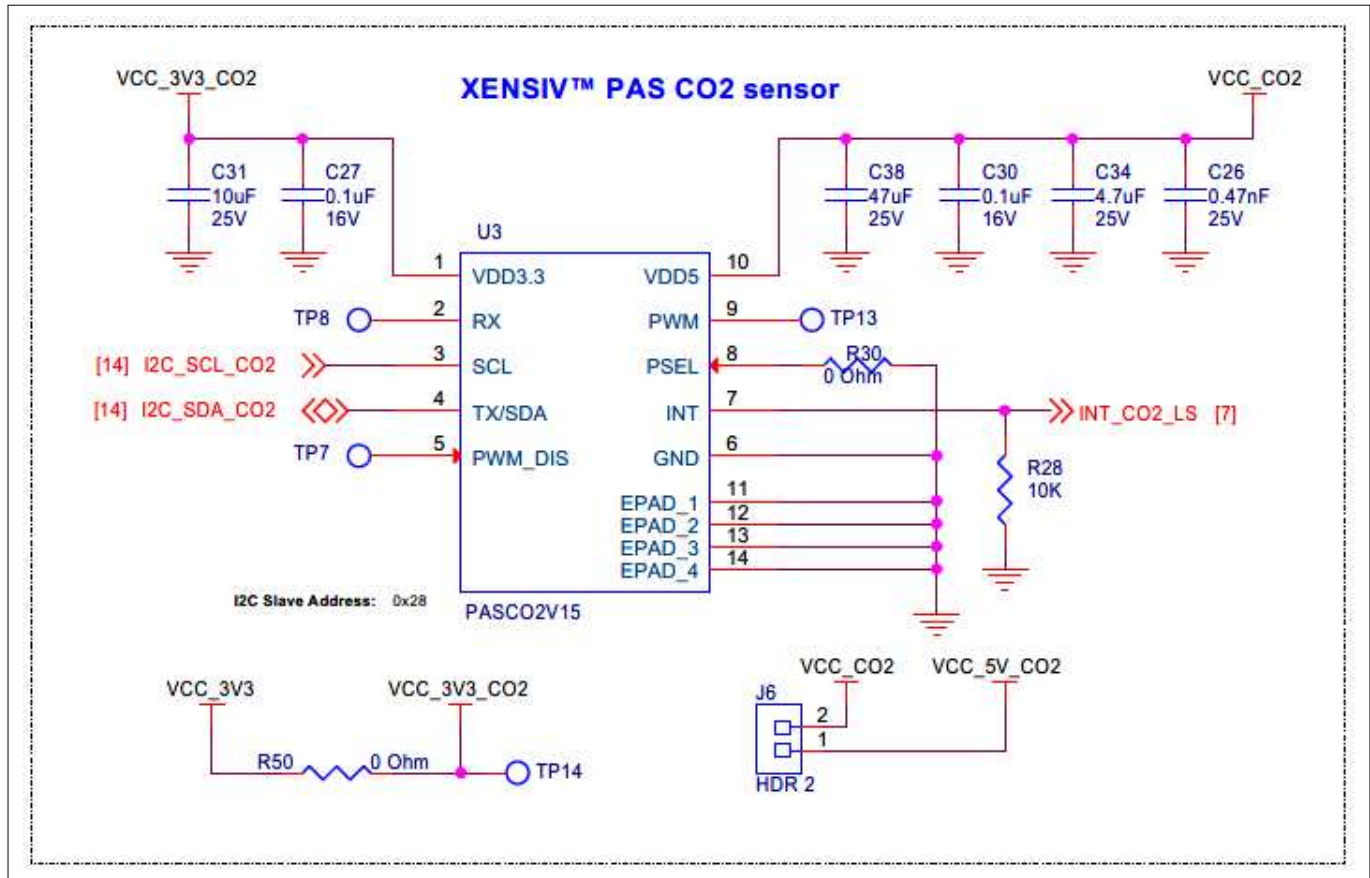 XENSIV™ PAS CO2 sensor
VCC_3V3_CO2
VCC_CO2
C31
10uF
25V
C27
0.1uF
16V
C38
47uF
25V
C30
0.1uF
16V
C34
4.7uF
25V
C26
0.47nF
25V
U3
1 VDD3.3
VDD5 10
TP8 2 RX
PWM 9 TP13
[14] I2C_SCL_CO2 3 SCL
PSEL 8 R30
0 Ohm
[14] I2C_SDA_CO2 4 TX/SDA
INT 7 INT_CO2_LS [7]
TP7 5 PWM_DIS
GND 6
R28
10K
EPAD_1 11
EPAD_2 12
EPAD_3 13
EPAD_4 14
I2C Slave Address: 0x28
PASCO2V15
VCC_3V3
VCC_3V3_CO2
R50 0 Ohm
TP14
VCC_CO2
VCC_5V_CO2
J6
2
1
HDR 2